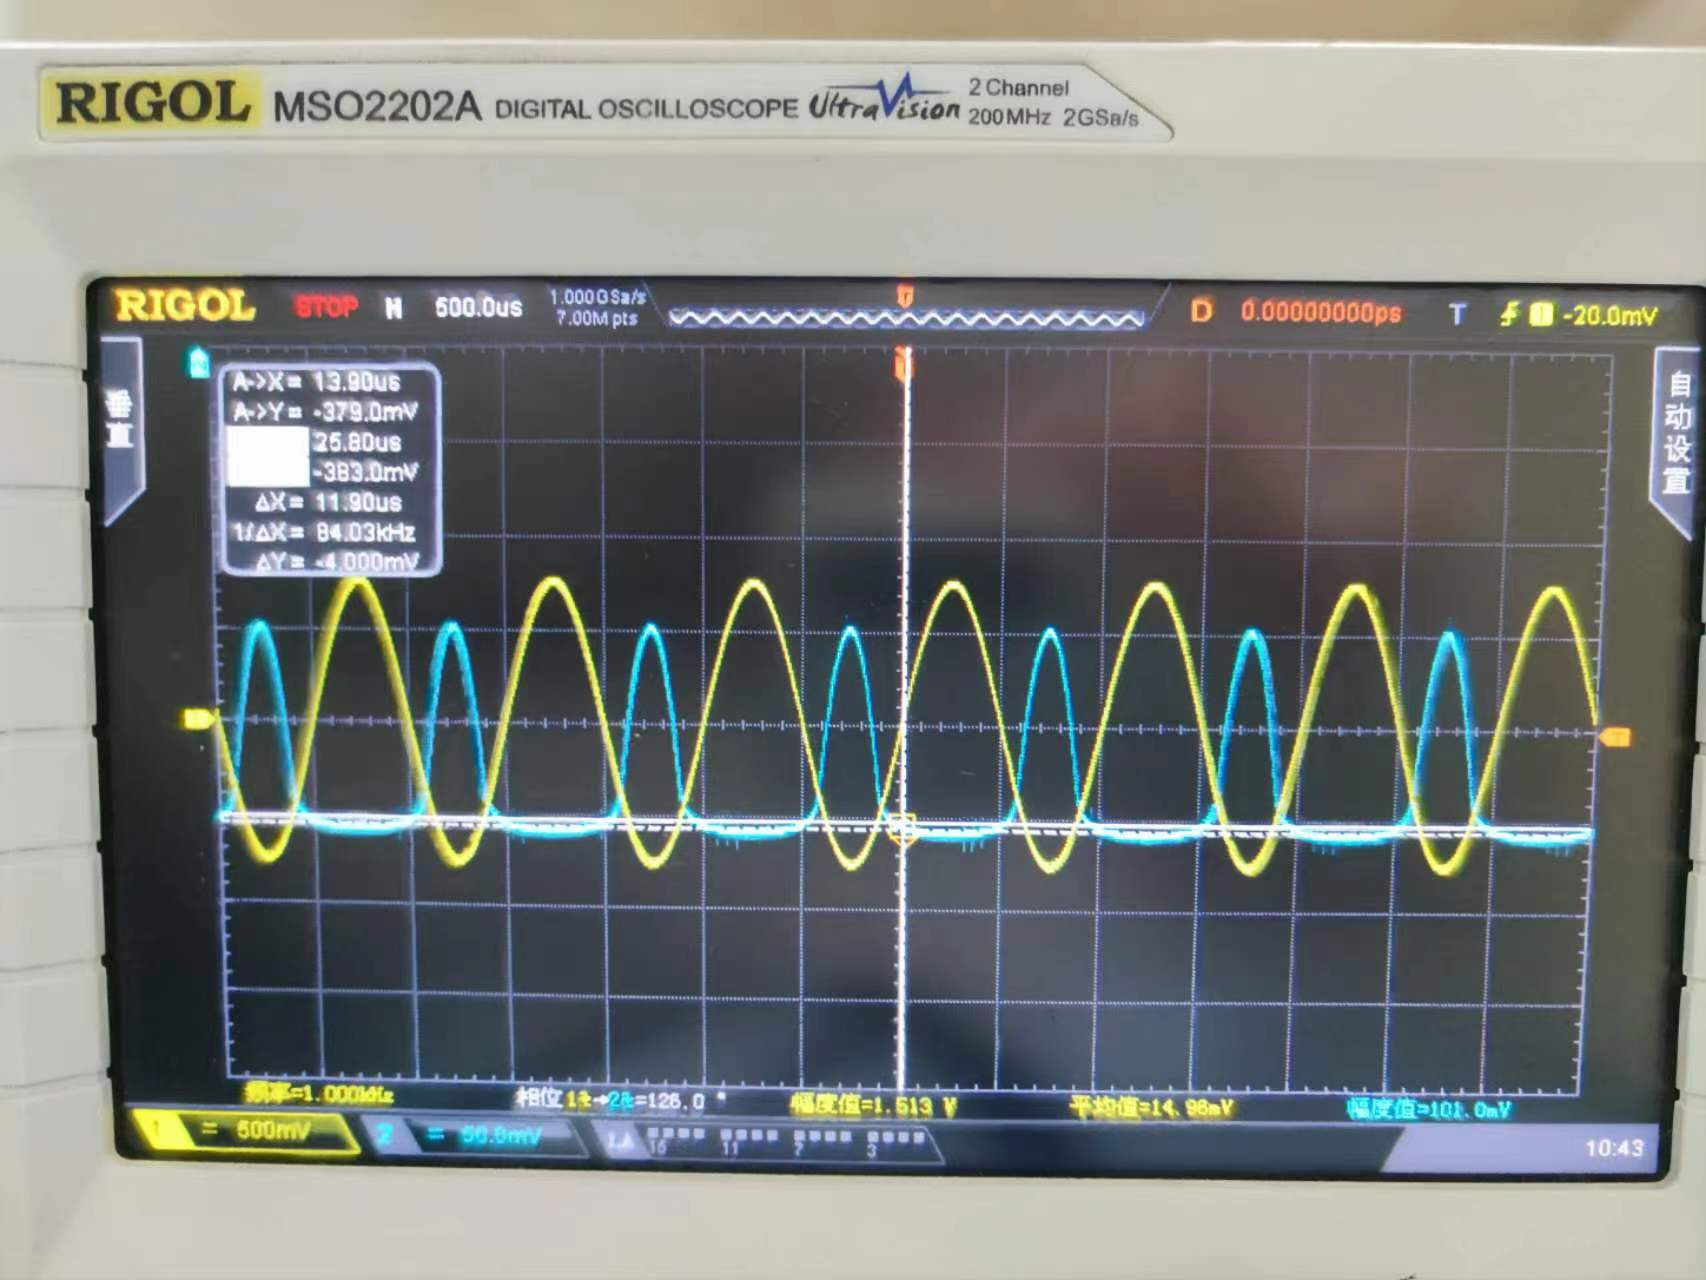 RIGOL MSO2202A DIGITAL OSCILLOSCOPE UltraVision 2 Channel
200MHz 2GSa/s
RIGOL STOP H 500.0us 1.000GSa/s
7.00M pts
D 0.00000000ps T 1 -20.0mV
垂直
自动设置
A->X= 13.90us
A->Y= -379.0mV
25.80us
-383.0mV
△X= 11.90us
1/△X= 84.03kHz
△Y= -4.000mV
频率=1.000kHz 相位1→2=126.0 ° 幅度值=1.513 V 平均值=14.96mV 幅度值=101.0mV
1 = 500mV 2 = 50.0mV LA 15 11 7 3 10:43